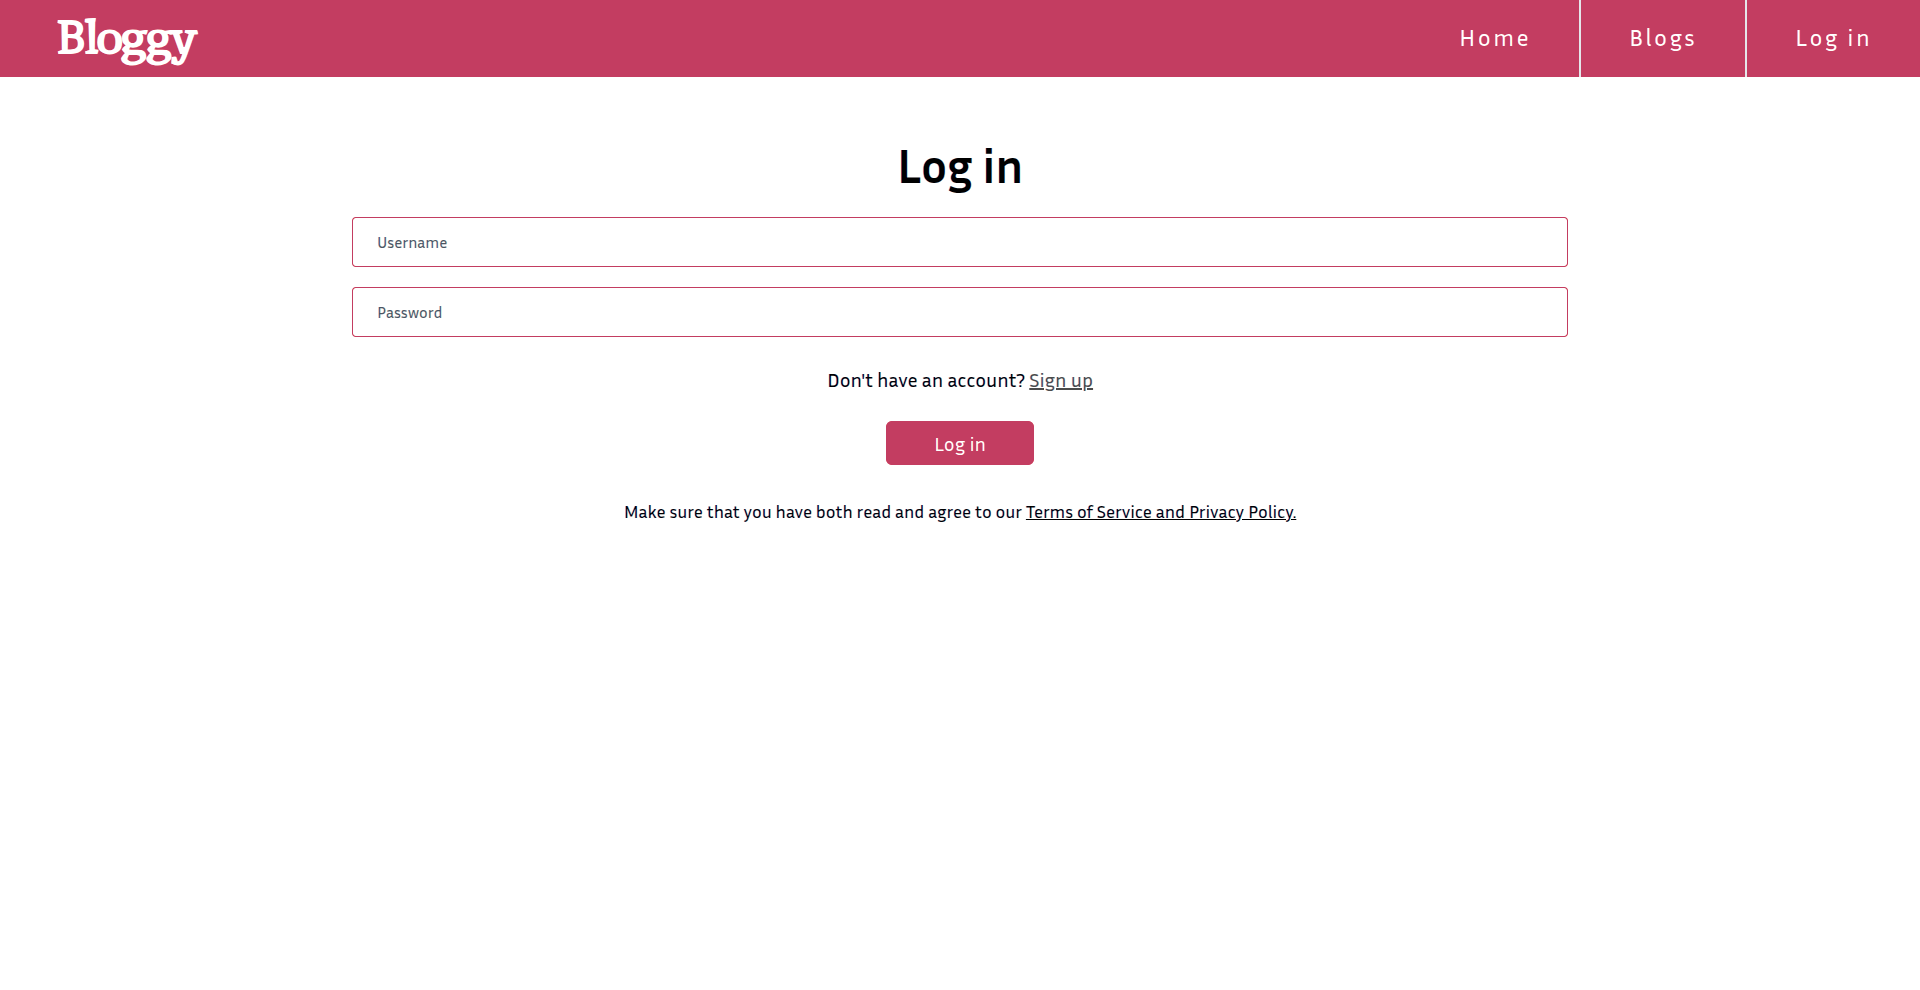 Bloggy
Home
Blogs
Log in
Log in
Username
Password
Don't have an account? Sign up
Log in
Make sure that you have both read and agree to our Terms of Service and Privacy Policy.